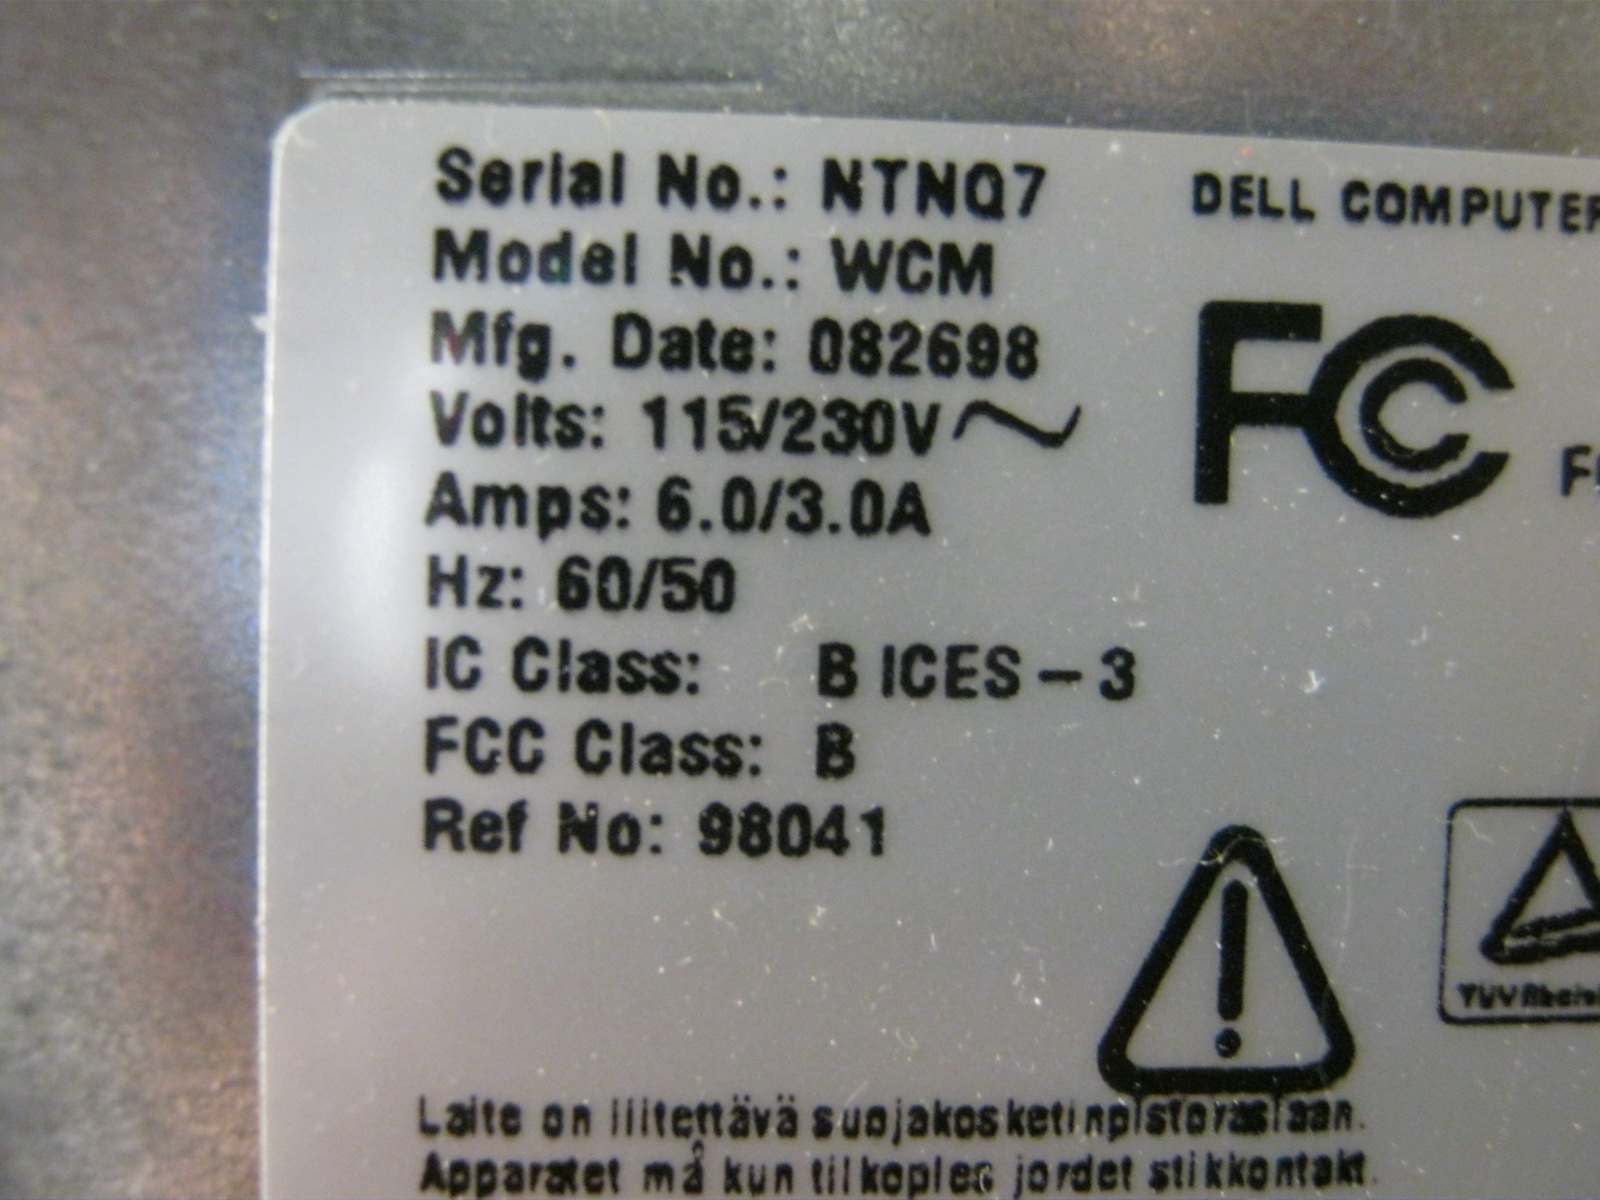 Serial No.: NTNQ7
DELL COMPUTER
Model No.: WCM
Mfg. Date: 082698
FCC
Volts: 115/230V~
Amps: 6.0/3.0A
Hz: 60/50
IC Class: B ICES-3
FCC Class: B
Ref No: 98041
!
Laite on liitettävä suojakosketinpistorasiaan.
Apparatet må kun tilkoples jordet stikkontakt.